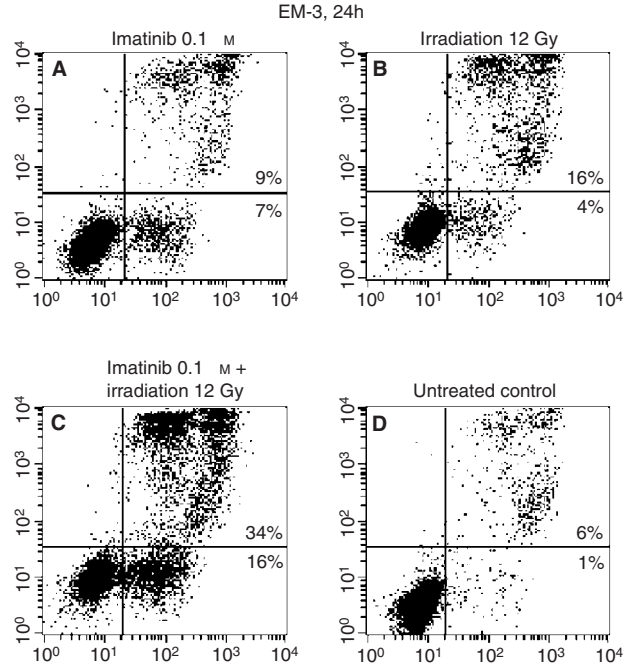 EM-3, 24h
Imatinib 0.1 M
A
10⁴
10³
10²
10¹
10⁰
9%
7%
10⁰ 10¹ 10² 10³ 10⁴
Irradiation 12 Gy
B
10⁴
10³
10²
10¹
10⁰
16%
4%
10⁰ 10¹ 10² 10³ 10⁴
Imatinib 0.1 M +
irradiation 12 Gy
C
10⁴
10³
10²
10¹
10⁰
34%
16%
10⁰ 10¹ 10² 10³ 10⁴
Untreated control
D
10⁴
10³
10²
10¹
10⁰
6%
1%
10⁰ 10¹ 10² 10³ 10⁴